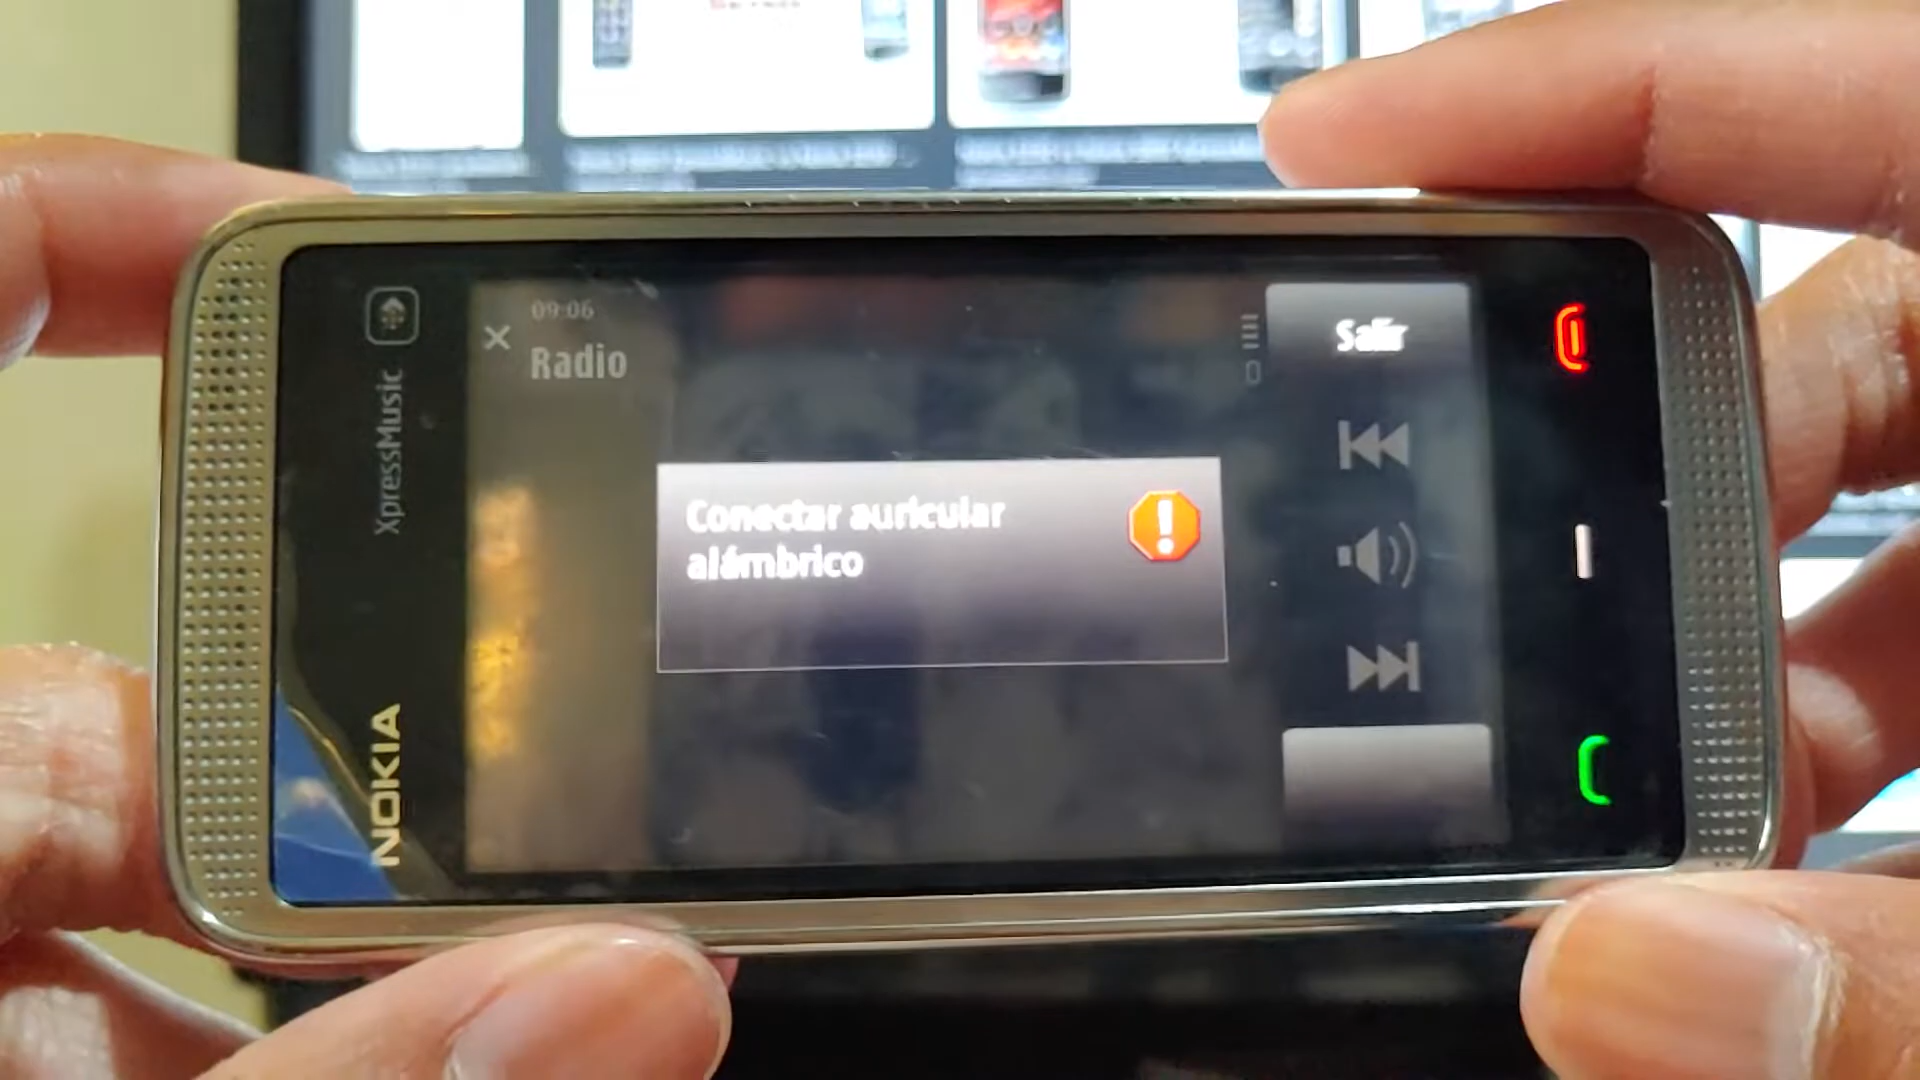 09:06
Radio
Salir
Conectar auricular
alámbrico
XpressMusic
NOKIA